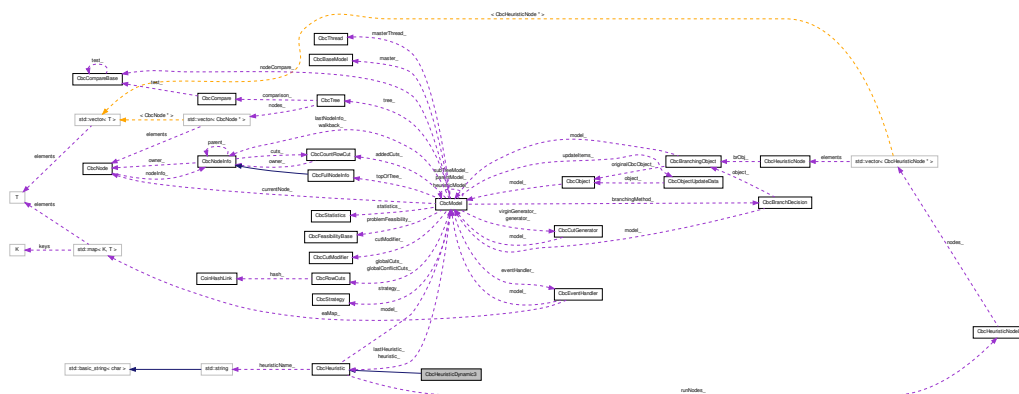 < CbcHeuristicNode * >
masterThread_
CbcThread
CbcBaseModel
master_
test_
nodeCompare_
CbcCompareBase
test_
CbcCompare
comparison_
CbcTree
tree_
nodes_
< CbcNode * >
std::vector< T >
std::vector< CbcNode * >
lastNodeInfo_
walkback_
elements
parent_
model_
elements
cuts_
CbcCountRowCut
addedCuts_
updateItems_
originalCbcObject_
CbcBranchingObject
brObj_
CbcHeuristicNode
elements
std::vector< CbcHeuristicNode * >
CbcNode
owner_
CbcNodeInfo
owner_
nodeInfo_
CbcFullNodeInfo
topOfTree_
parentModel_
heuristicModel_
model_
CbcObject
object_
CbcObjectUpdateData
object_
currentNode_
T
CbcModel
branchingMethod_
CbcBranchDecision
elements
statistics_
CbcStatistics
virginGenerator_
generator_
problemFeasibility_
CbcFeasibilityBase
CbcCutGenerator
model_
model_
K
keys
std::map< K, T >
cutModifier_
CbcCutModifier
nodes_
globalCuts_
globalConflictCuts_
CoinHashLink
hash_
CbcRowCuts
eventHandler_
strategy_
CbcStrategy
model_
CbcEventHandler
model_
eaMap_
lastHeuristic_
heuristic_
std::basic_string< char >
std::string
heuristicName_
CbcHeuristic
CbcHeuristicDynamic3
runNodes_